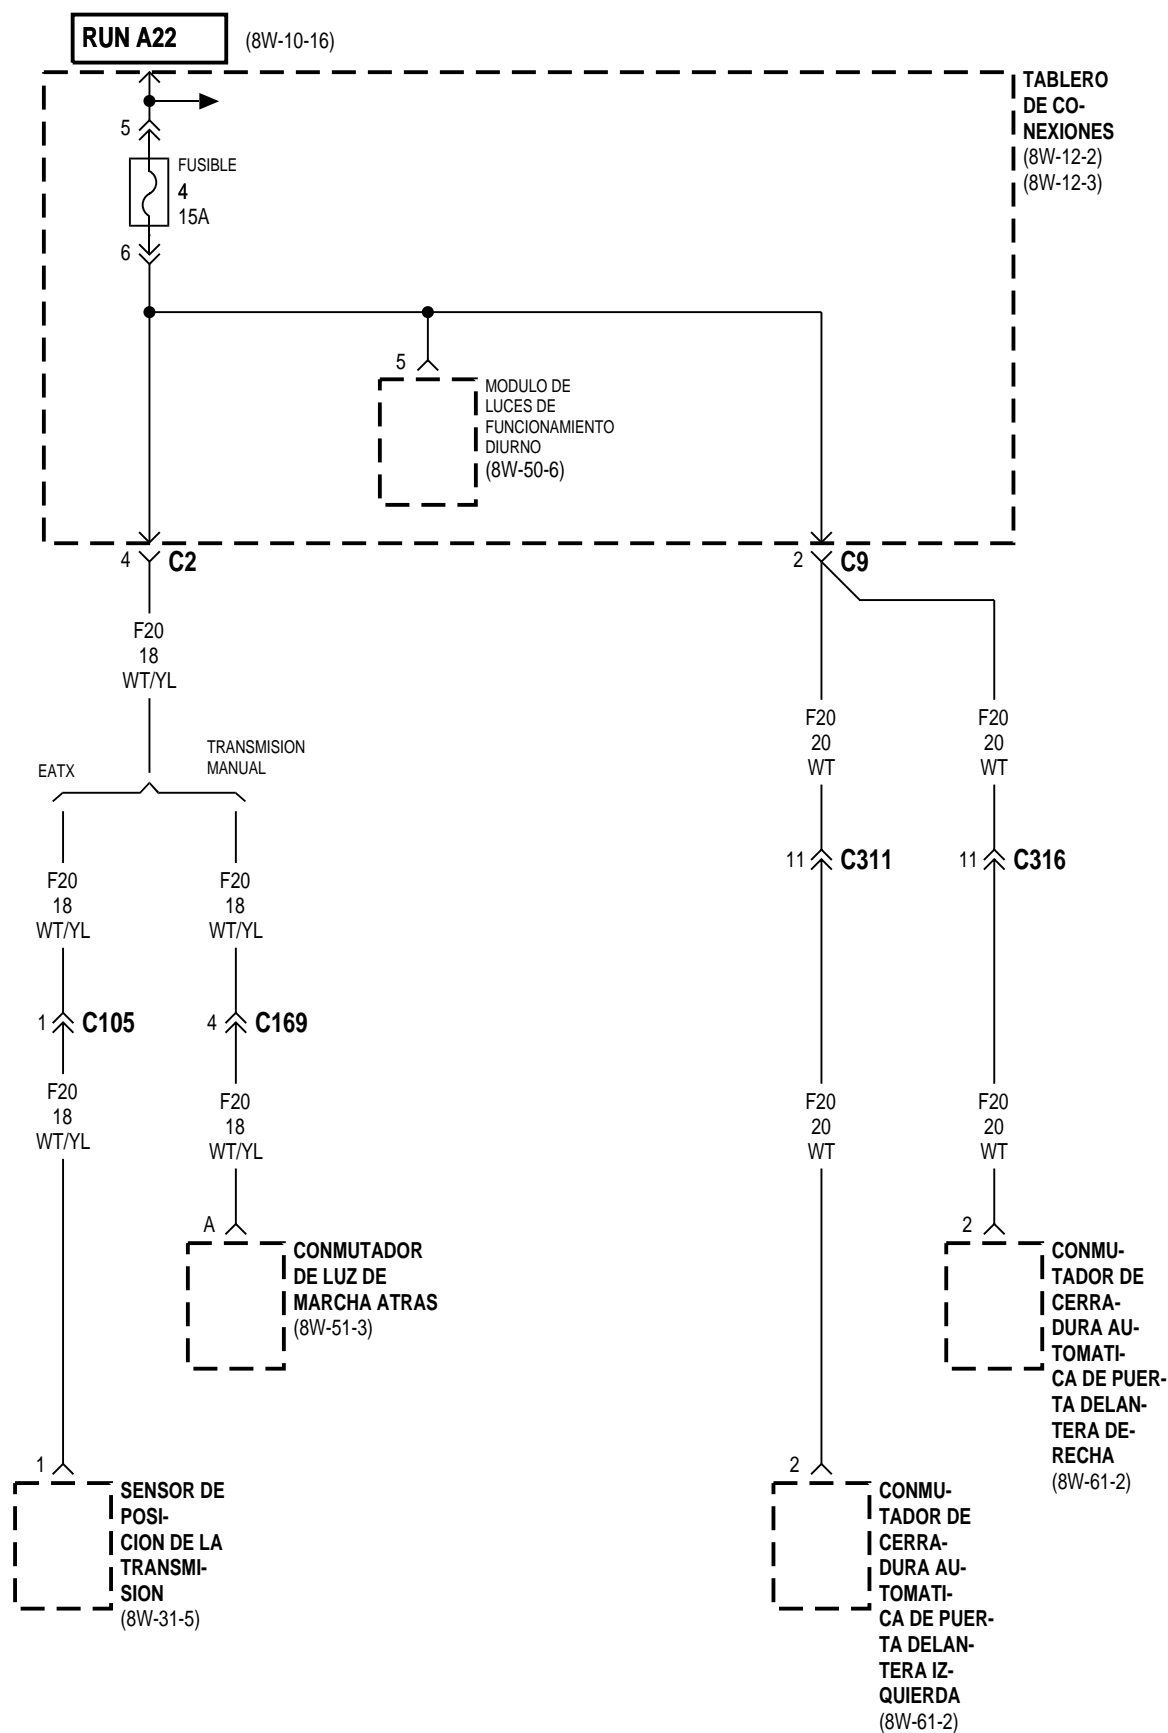 RUN A22
(8W-10-16)
TABLERO
DE CO-
NEXIONES
(8W-12-2)
(8W-12-3)
5
FUSIBLE
4
15A
6
5
MODULO DE
LUCES DE
FUNCIONAMIENTO
DIURNO
(8W-50-6)
4 C2
2 C9
F20
18
WT/YL
F20
20
WT
F20
20
WT
EATX
TRANSMISION
MANUAL
11 C311
11 C316
F20
18
WT/YL
F20
18
WT/YL
1 C105
4 C169
F20
18
WT/YL
F20
18
WT/YL
F20
20
WT
F20
20
WT
A
CONMUTADOR
DE LUZ DE
MARCHA ATRAS
(8W-51-3)
2
CONMU-
TADOR DE
CERRA-
DURA AU-
TOMATI-
CA DE PUER-
TA DELAN-
TERA DE-
RECHA
(8W-61-2)
1
SENSOR DE
POSI-
CION DE LA
TRANSMI-
SION
(8W-31-5)
2
CONMU-
TADOR DE
CERRA-
DURA AU-
TOMATI-
CA DE PUER-
TA DELAN-
TERA IZ-
QUIERDA
(8W-61-2)